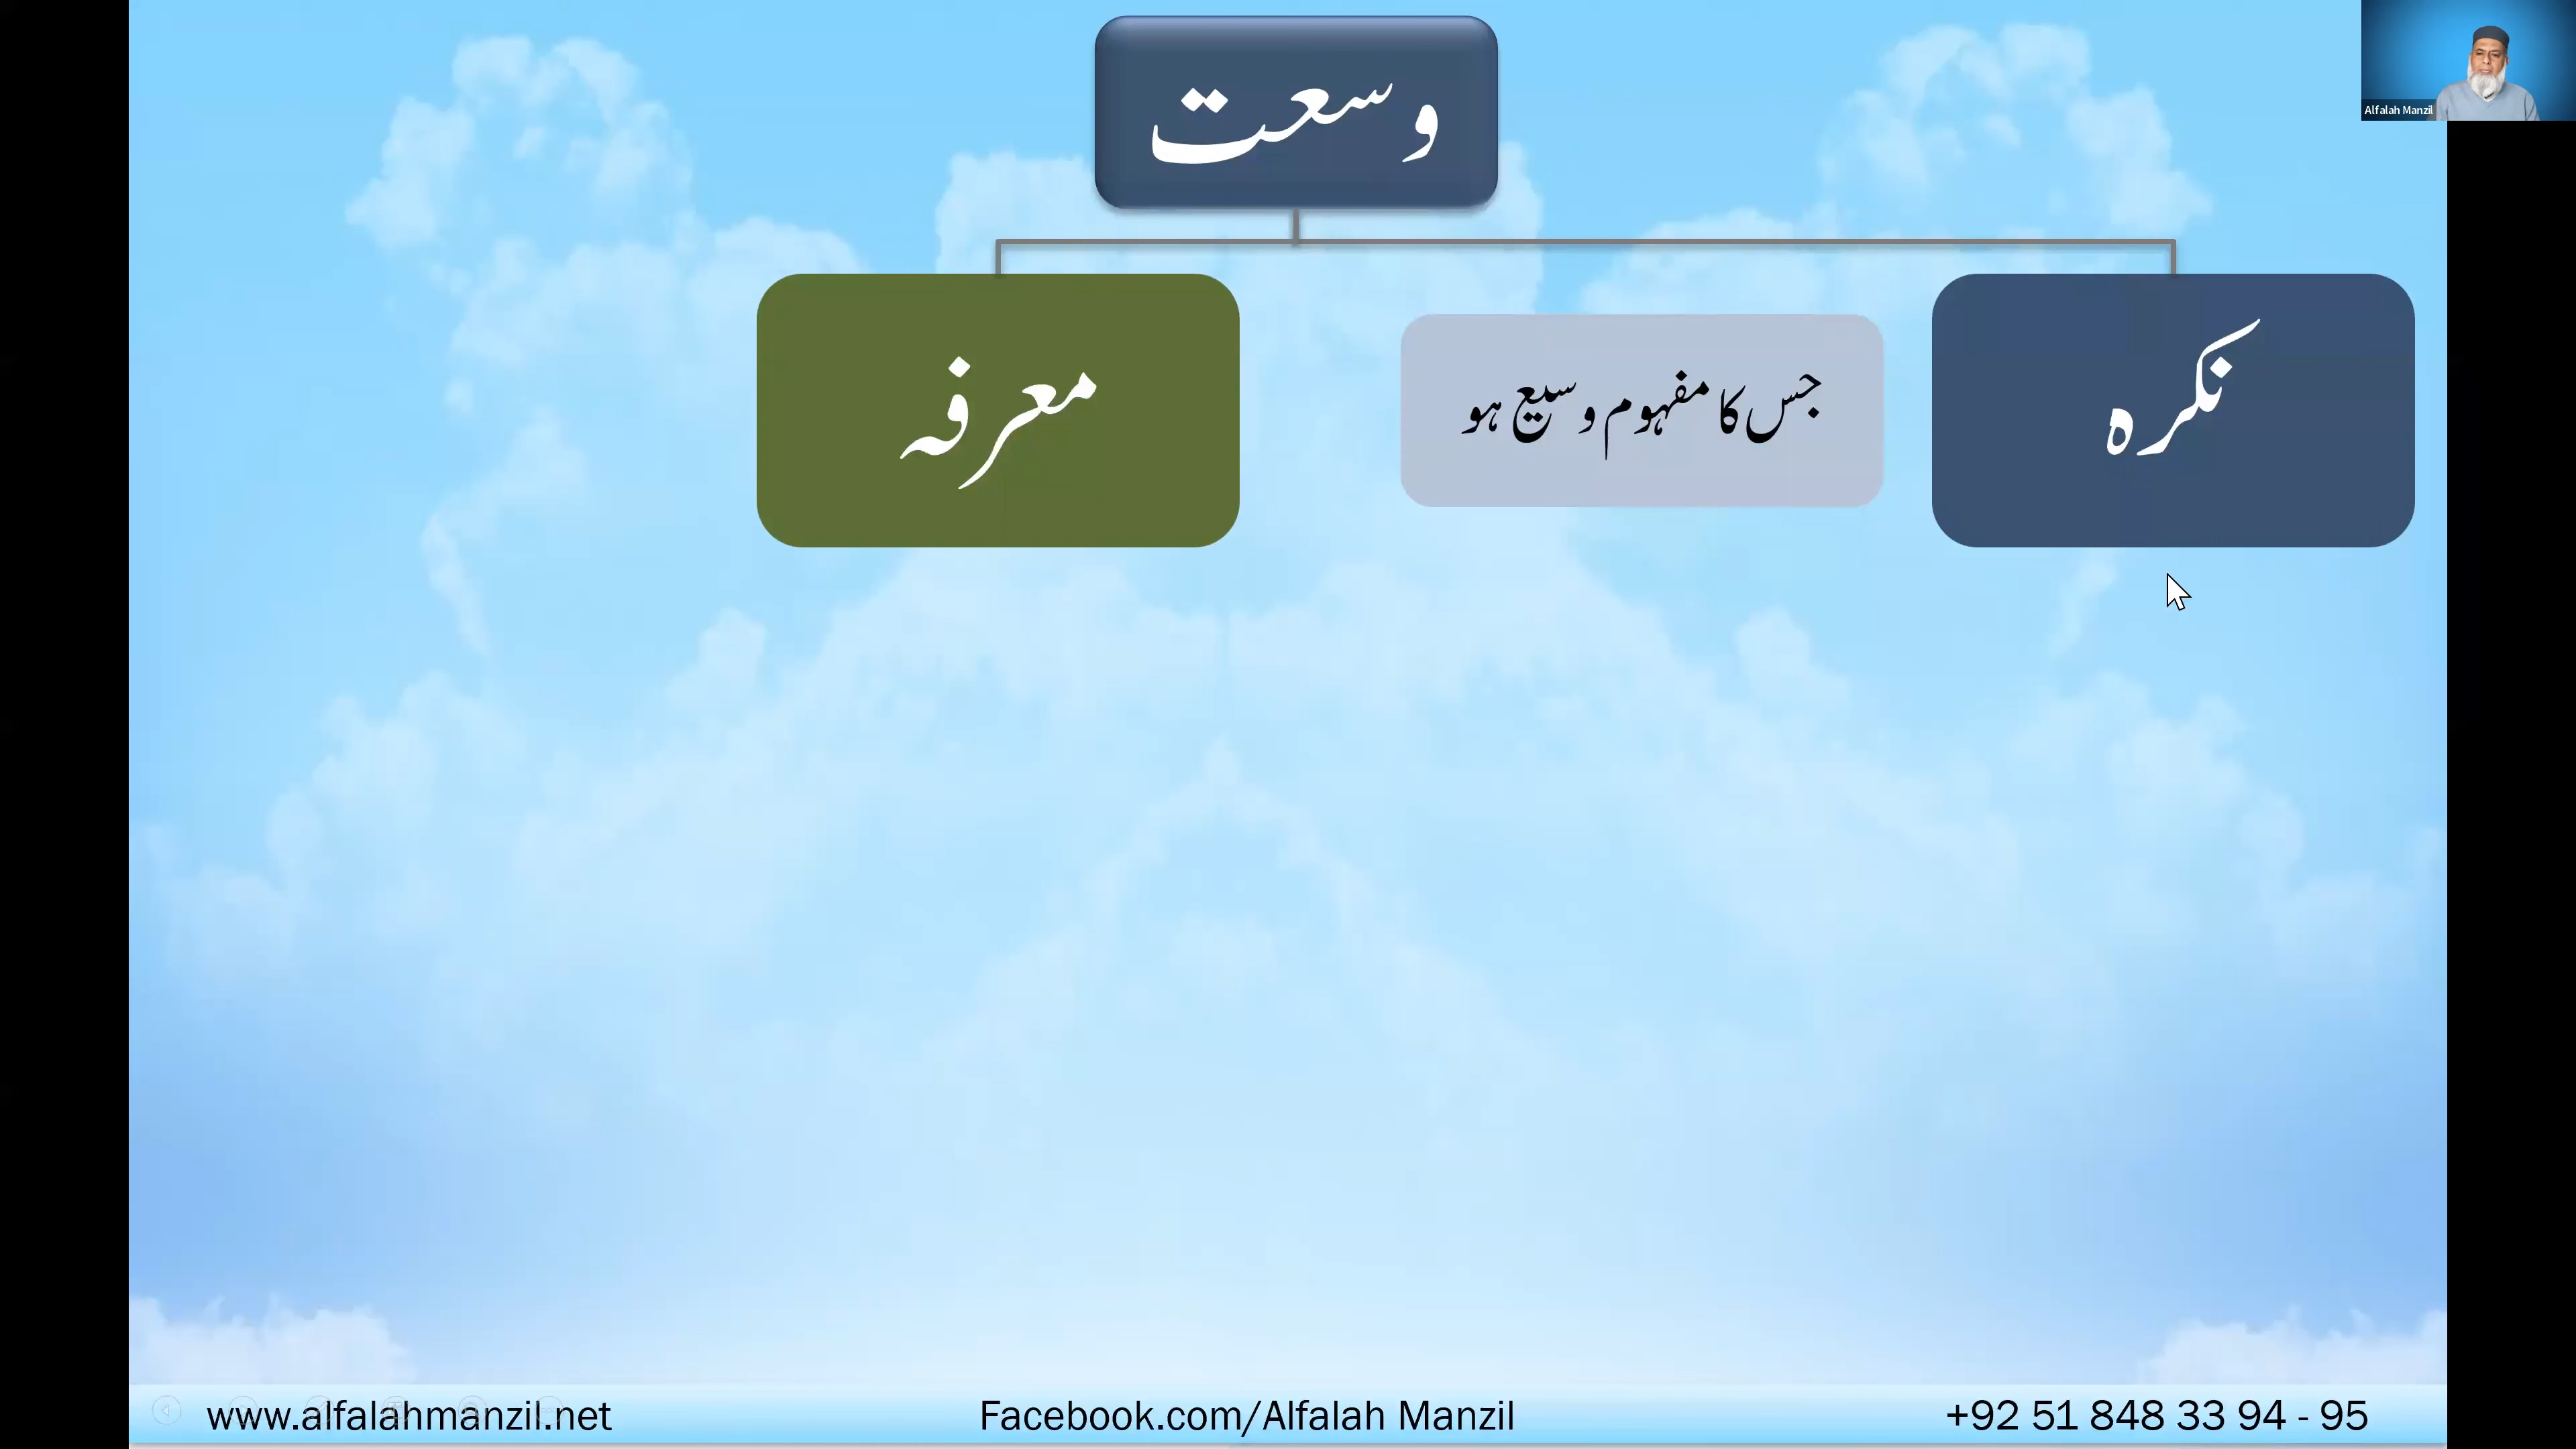 Alfalah Manzil
وسعت
نکرہ
جس کا مفہوم وسیع ہو
معرفہ
www.alfalahmanzil.net
Facebook.com/Alfalah Manzil
+92 51 848 33 94 - 95